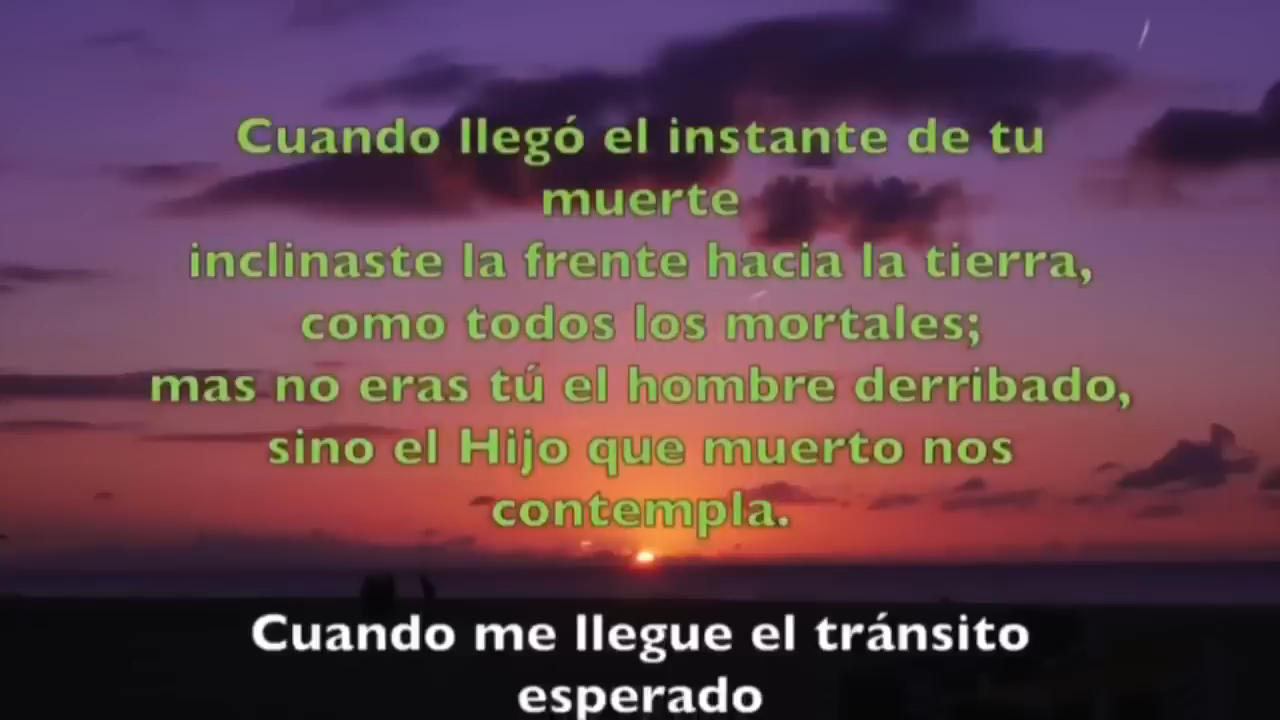 Cuando llegó el instante de tu
muerte
inclinaste la frente hacia la tierra,
como todos los mortales;
mas no eras tú el hombre derribado,
sino el Hijo que muerto nos
contempla.
Cuando me llegue el tránsito
esperado